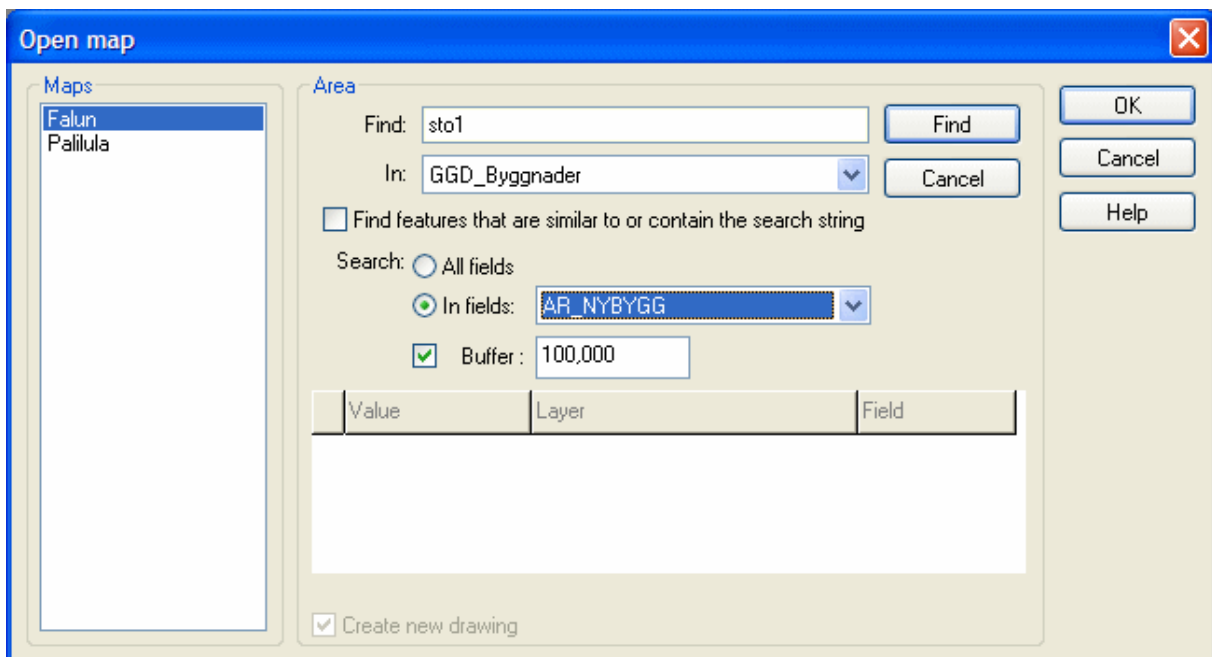 Open map
Maps
Falun
Palilula
Area
Find: sto1 Find
In: GGD_Byggnader Cancel
Find features that are similar to or contain the search string
Search: All fields
In fields: AR_NYBYGG
Buffer : 100,000
Value Layer Field
Create new drawing
OK
Cancel
Help